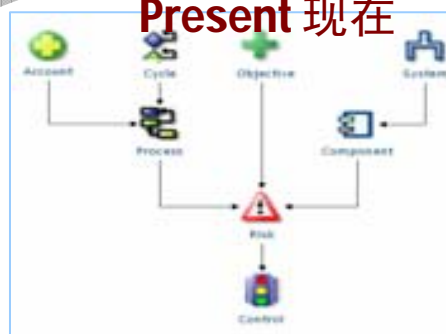 Present 现在
Account Cycle Objective System
Process Component
Risk
Control